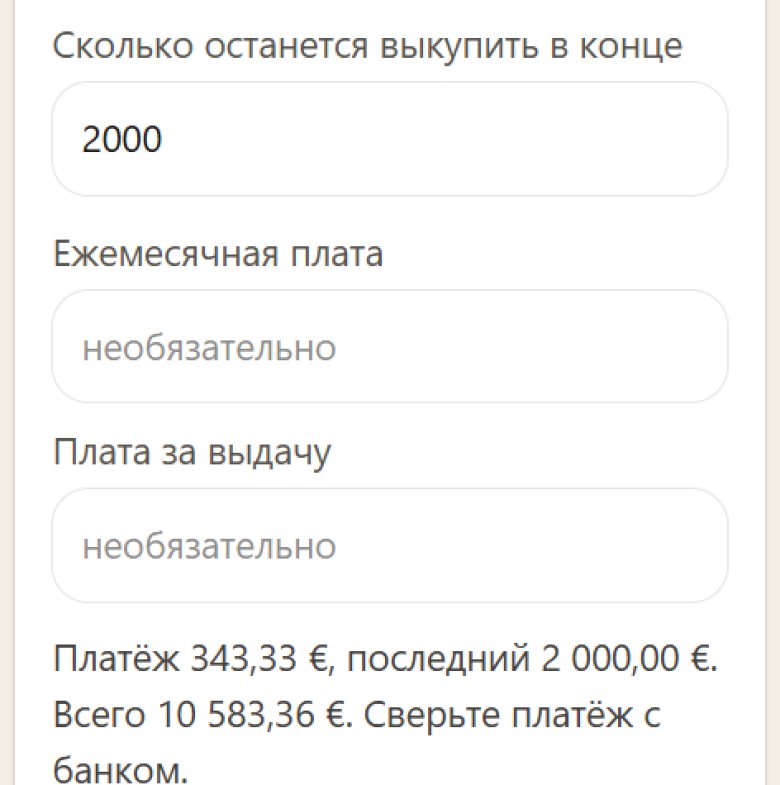 Сколько останется выкупить в конце
2000
Ежемесячная плата
необязательно
Плата за выдачу
необязательно
Платёж 343,33 €, последний 2 000,00 €.
Всего 10 583,36 €. Сверьте платёж с
банком.